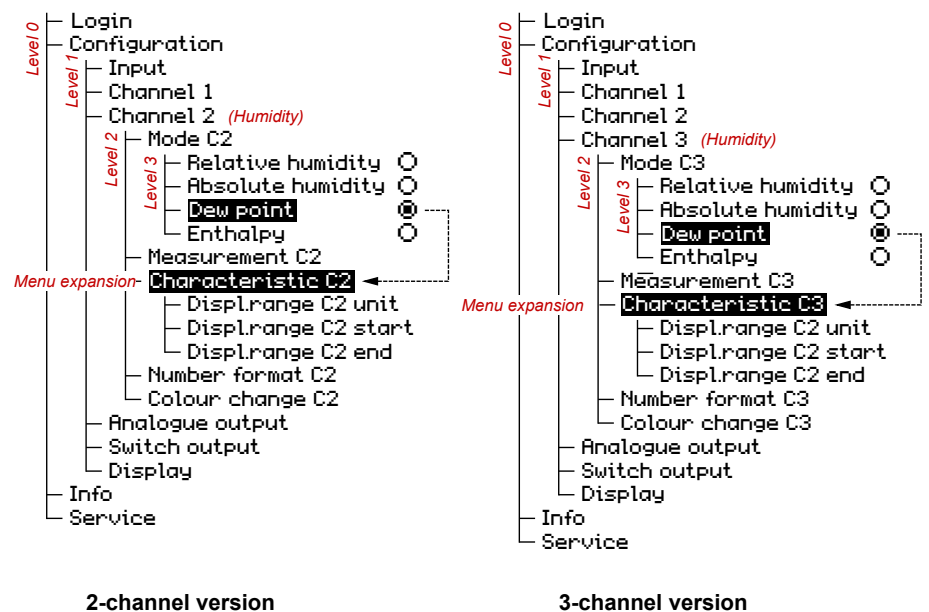 Level 0
Login
Configuration
Level 1
Input
Channel 1
Channel 2 (Humidity)
Level 2
Mode C2
Level 3
Relative humidity
Absolute humidity
Dew point
Enthalpy
Measurement C2
Menu expansion
Characteristic C2
Displ.range C2 unit
Displ.range C2 start
Displ.range C2 end
Number format C2
Colour change C2
Analogue output
Switch output
Display
Info
Service
2-channel version
Level 0
Login
Configuration
Level 1
Input
Channel 1
Channel 2
Channel 3 (Humidity)
Level 2
Mode C3
Level 3
Relative humidity
Absolute humidity
Dew point
Enthalpy
Measurement C3
Menu expansion
Characteristic C3
Displ.range C2 unit
Displ.range C2 start
Displ.range C2 end
Number format C3
Colour change C3
Analogue output
Switch output
Display
Info
Service
3-channel version